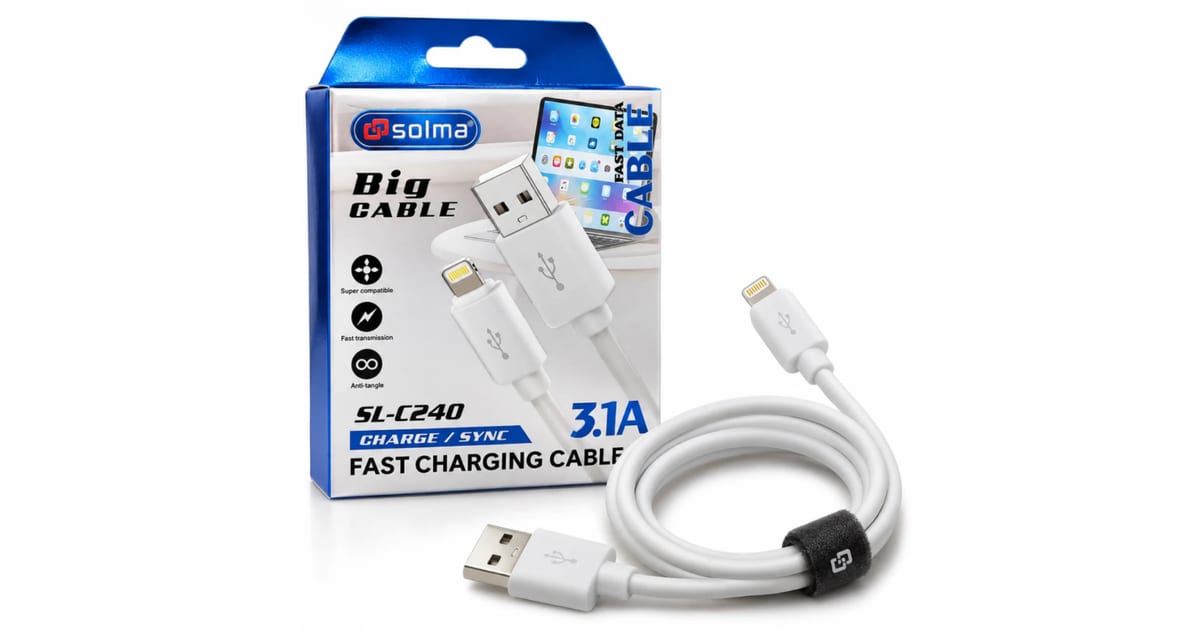 solma
Big
CABLE
FAST DATA
CABLE
Super compatible
Fast transmission
Anti-tangle
SL-C240
3.1A
CHARGE / SYNC
FAST CHARGING CABLE